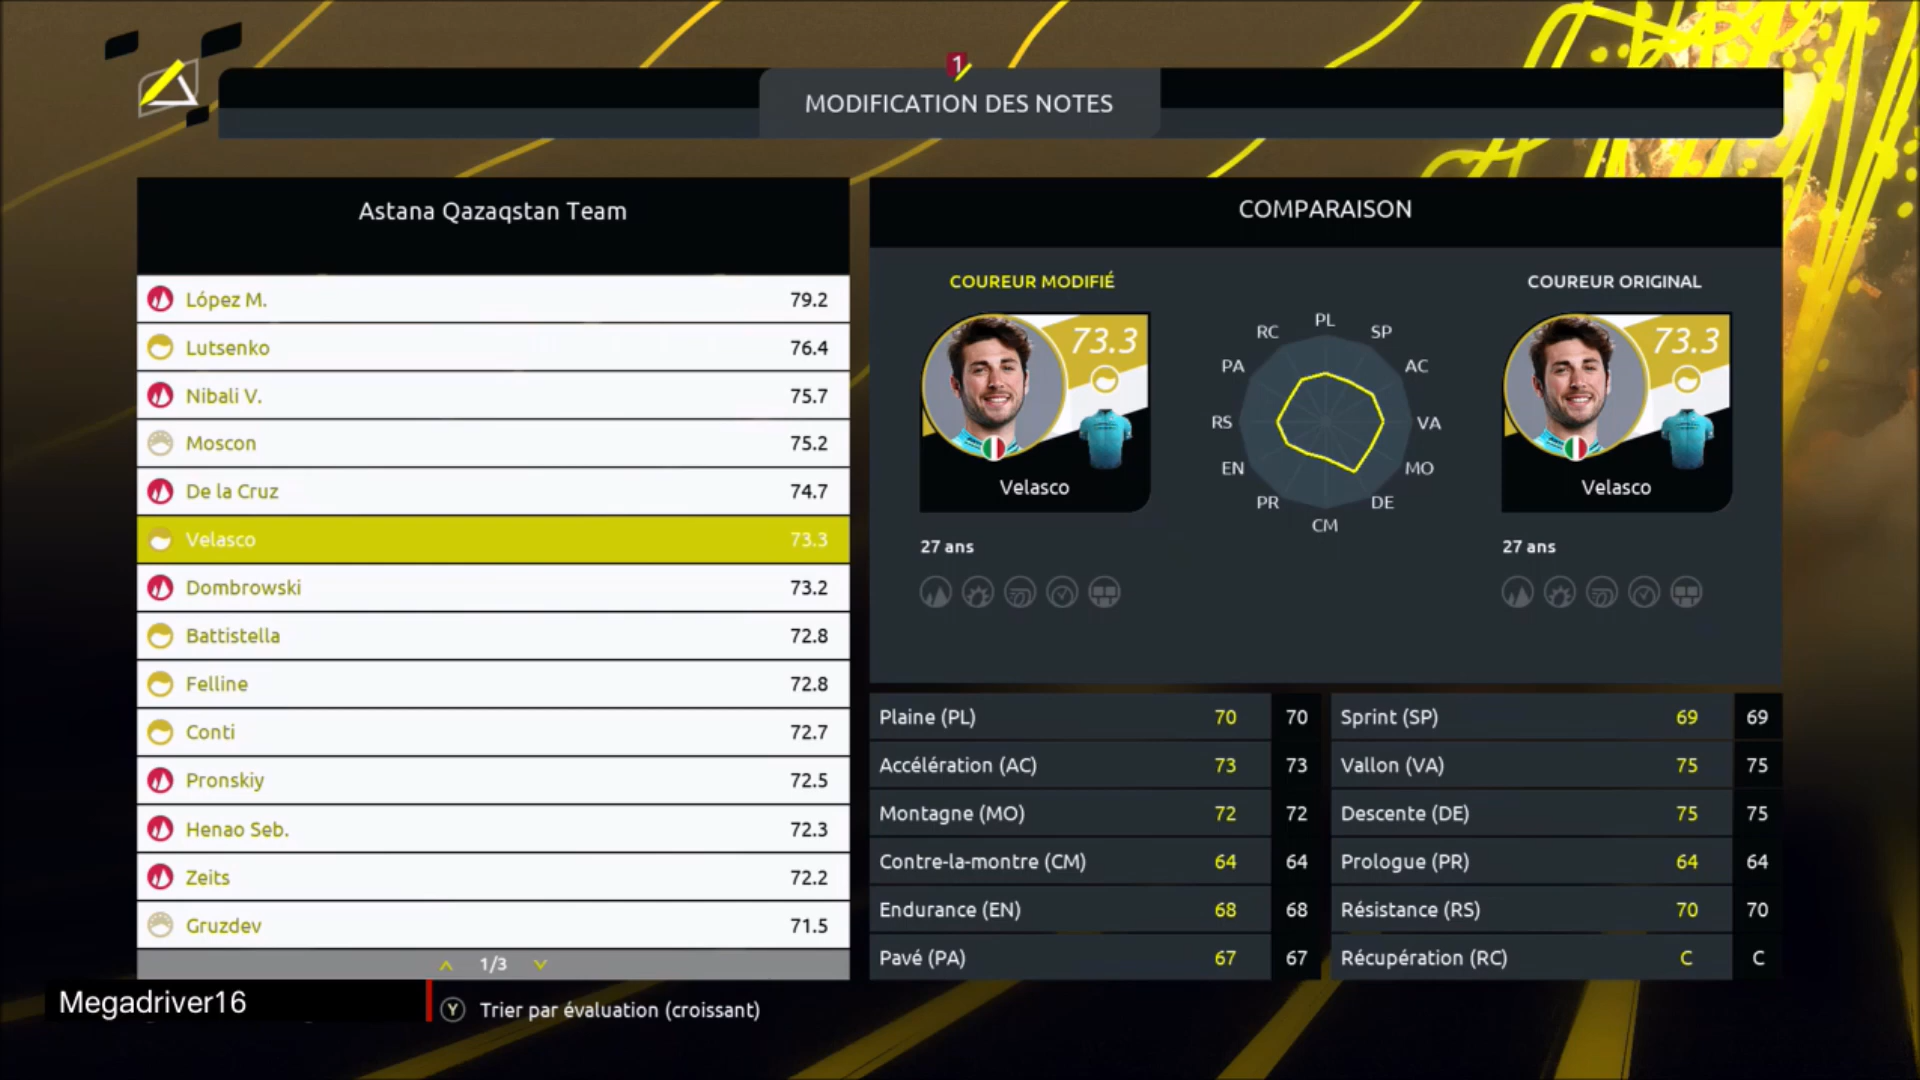 1
MODIFICATION DES NOTES
Astana Qazaqstan Team
López M. 79.2
Lutsenko 76.4
Nibali V. 75.7
Moscon 75.2
De la Cruz 74.7
Velasco 73.3
Dombrowski 73.2
Battistella 72.8
Felline 72.8
Conti 72.7
Pronskiy 72.5
Henao Seb. 72.3
Zeits 72.2
Gruzdev 71.5
1/3
Megadriver16
Y Trier par évaluation (croissant)
COMPARAISON
COUREUR MODIFIÉ
73.3
Velasco
27 ans
PL
SP
AC
VA
MO
DE
CM
PR
EN
RS
PA
RC
COUREUR ORIGINAL
73.3
Velasco
27 ans
Plaine (PL) 70 70 Sprint (SP) 69 69
Accélération (AC) 73 73 Vallon (VA) 75 75
Montagne (MO) 72 72 Descente (DE) 75 75
Contre-la-montre (CM) 64 64 Prologue (PR) 64 64
Endurance (EN) 68 68 Résistance (RS) 70 70
Pavé (PA) 67 67 Récupération (RC) C C